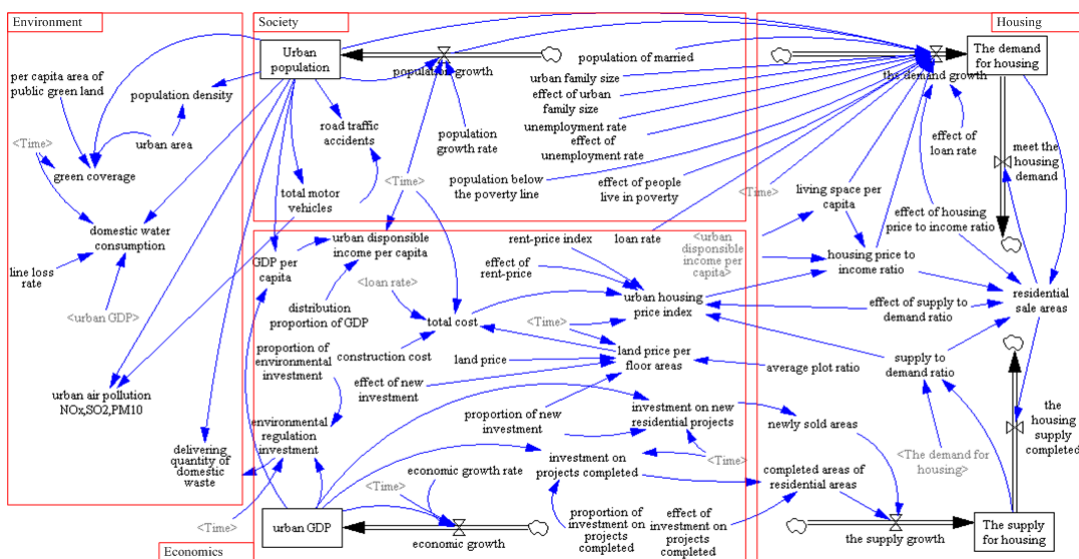 Environment
Society
Housing
Urban
population
population growth
population of married
the demand growth
The demand
for housing
per capita area of
public green land
population density
urban family size
effect of urban
family size
<Time>
urban area
road traffic
accidents
population
growth rate
unemployment rate
effect of
unemployment rate
effect of
loan rate
meet the
housing
demand
green coverage
<Time>
population below
the poverty line
effect of people
live in poverty
<Time>
living space per
capita
total motor
vehicles
effect of housing
price to income ratio
domestic water
consumption
urban disponsible
income per capita
rent-price index
loan rate
<urban
disponsible
income per
capita>
housing price to
income ratio
line loss
rate
GDP per
capita
effect of
rent-price
<loan rate>
urban housing
price index
residential
sale areas
<urban GDP>
distribution
proportion of GDP
total cost
<Time>
effect of supply to
demand ratio
proportion of
environmental
investment
construction cost
land price
land price per
floor areas
average plot ratio
supply to
demand ratio
urban air pollution
NOx,SO2,PM10
effect of new
investment
proportion of new
investment
investment on new
residential projects
newly sold areas
the
housing
supply
completed
environmental
regulation
investment
delivering
quantity of
domestic
waste
economic growth rate
investment on
projects completed
<Time>
completed areas of
residential areas
<The demand for
housing>
<Time>
<Time>
urban GDP
economic growth
proportion of
investment on
projects
completed
effect of
investment on
projects
completed
the supply growth
The supply
for housing
Economics